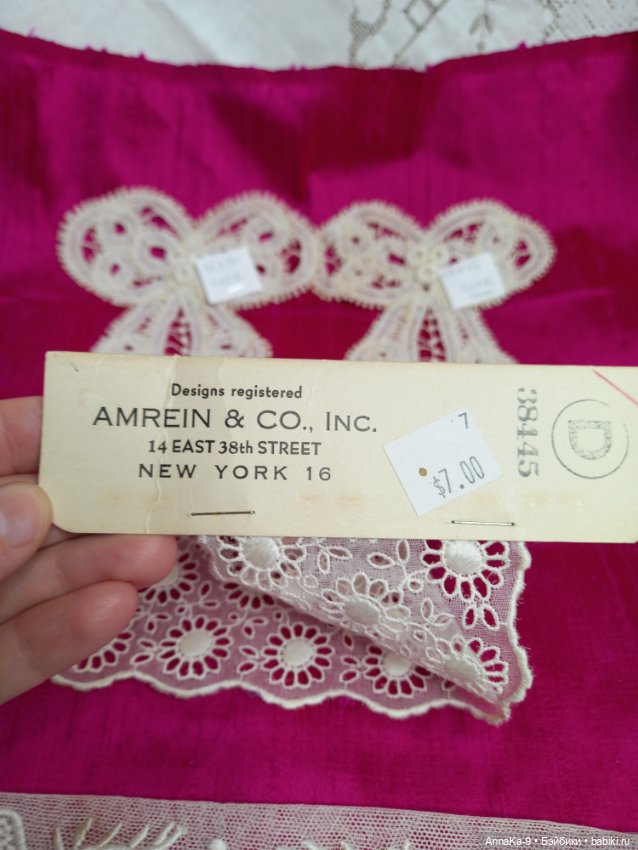 Designs registered
AMREIN & CO., INC.
14 EAST 38th STREET
NEW YORK 16
7
$7.00
38445
D
AnnaKa-9 • Бэйбики • babiki.ru